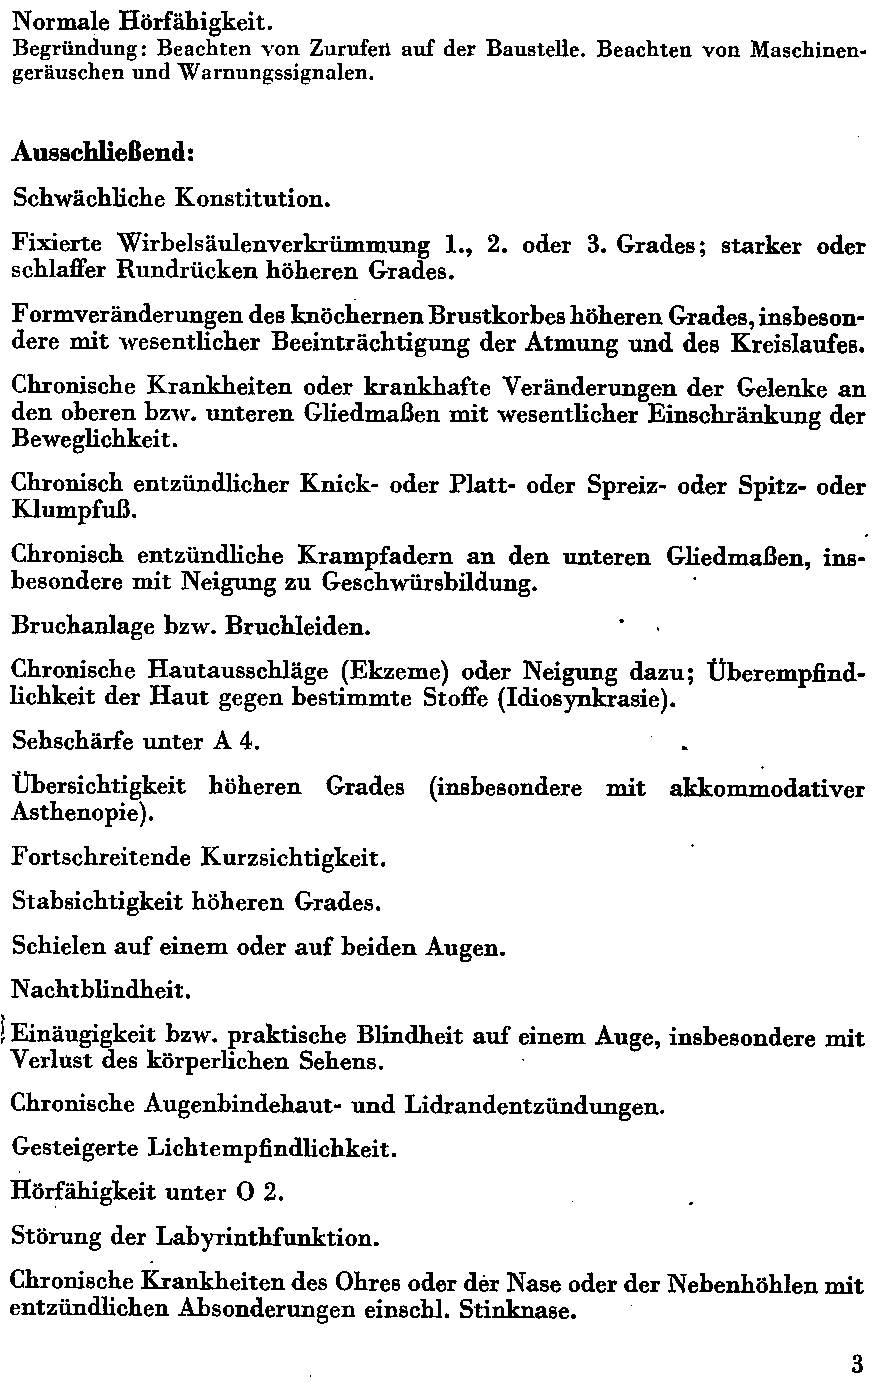 Normale Hörfähigkeit.
Begründung: Beachten von Zurufen auf der Baustelle. Beachten von Maschinen-
geräuschen und Warnungssignalen.
Ausschließend:
Schwächliche Konstitution.
Fixierte Wirbelsäulenverkrümmung 1., 2. oder 3. Grades; starker oder
schlaffer Rundrücken höheren Grades.
Formveränderungen des knöchernen Brustkorbes höheren Grades, insbeson-
dere mit wesentlicher Beeinträchtigung der Atmung und des Kreislaufes.
Chronische Krankheiten oder krankhafte Veränderungen der Gelenke an
den oberen bzw. unteren Gliedmaßen mit wesentlicher Einschränkung der
Beweglichkeit.
Chronisch entzündlicher Knick- oder Platt- oder Spreiz- oder Spitz- oder
Klumpfuß.
Chronisch entzündliche Krampfadern an den unteren Gliedmaßen, ins-
besondere mit Neigung zu Geschwürsbildung.
Bruchanlage bzw. Bruchleiden.
Chronische Hautausschläge (Ekzeme) oder Neigung dazu; Überempfind-
lichkeit der Haut gegen bestimmte Stoffe (Idiosynkrasie).
Sehschärfe unter A 4.
Übersichtigkeit höheren Grades (insbesondere mit akkommodativer
Asthenopie).
Fortschreitende Kurzsichtigkeit.
Stabsichtigkeit höheren Grades.
Schielen auf einem oder auf beiden Augen.
Nachtblindheit.
Einäugigkeit bzw. praktische Blindheit auf einem Auge, insbesondere mit
Verlust des körperlichen Sehens.
Chronische Augenbindehaut- und Lidrandentzündungen.
Gesteigerte Lichtempfindlichkeit.
Hörfähigkeit unter O 2.
Störung der Labyrinthfunktion.
Chronische Krankheiten des Ohres oder der Nase oder der Nebenhöhlen mit
entzündlichen Absonderungen einschl. Stinknase.
3